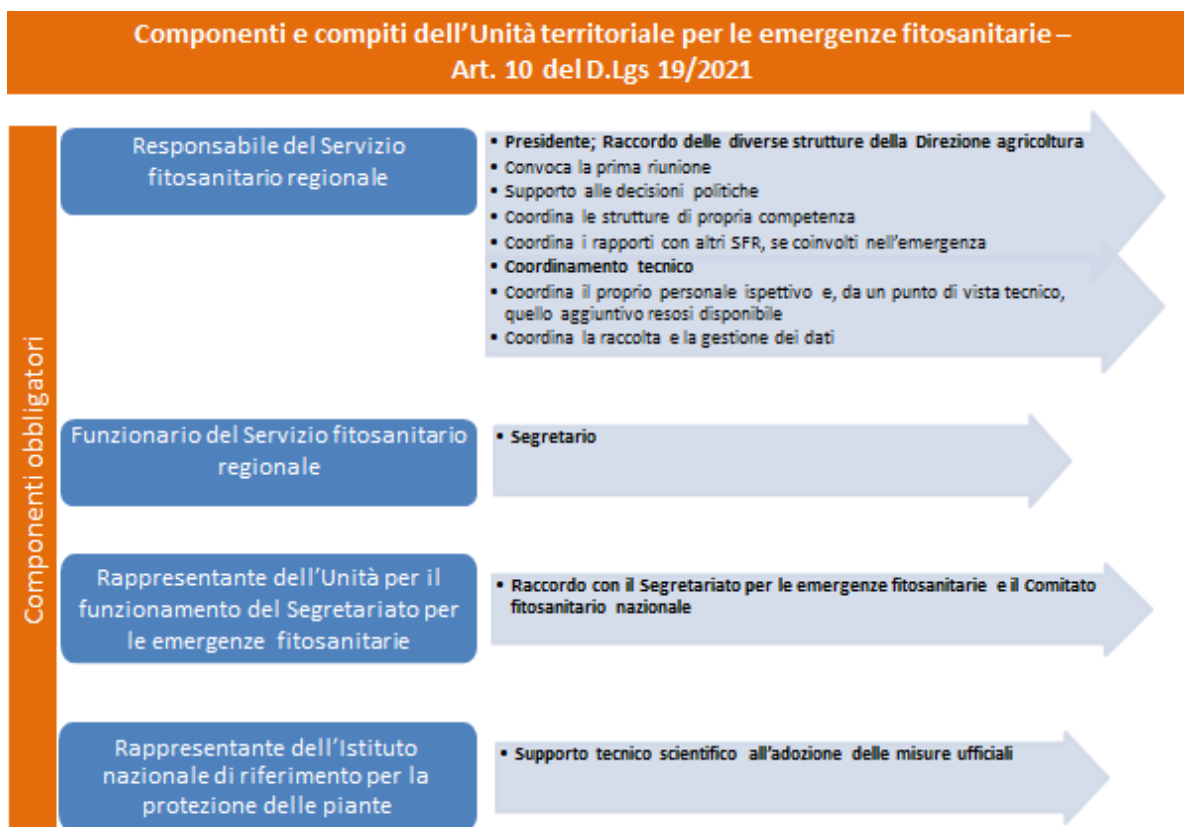 Componenti e compiti dell'Unità territoriale per le emergenze fitosanitarie –
Art. 10 del D.Lgs 19/2021
Componenti obbligatori
Responsabile del Servizio
fitosanitario regionale
• Presidente; Raccordo delle diverse strutture della Direzione agricoltura
• Convoca la prima riunione
• Supporto alle decisioni politiche
• Coordina le strutture di propria competenza
• Coordina i rapporti con altri SFR, se coinvolti nell'emergenza
• Coordinamento tecnico
• Coordina il proprio personale ispettivo e, da un punto di vista tecnico,
quello aggiuntivo resosi disponibile
• Coordina la raccolta e la gestione dei dati
Funzionario del Servizio fitosanitario
regionale
• Segretario
Rappresentante dell'Unità per il
funzionamento del Segretariato per
le emergenze fitosanitarie
• Raccordo con il Segretariato per le emergenze fitosanitarie e il Comitato
fitosanitario nazionale
Rappresentante dell'Istituto
nazionale di riferimento per la
protezione delle piante
• Supporto tecnico scientifico all'adozione delle misure ufficiali